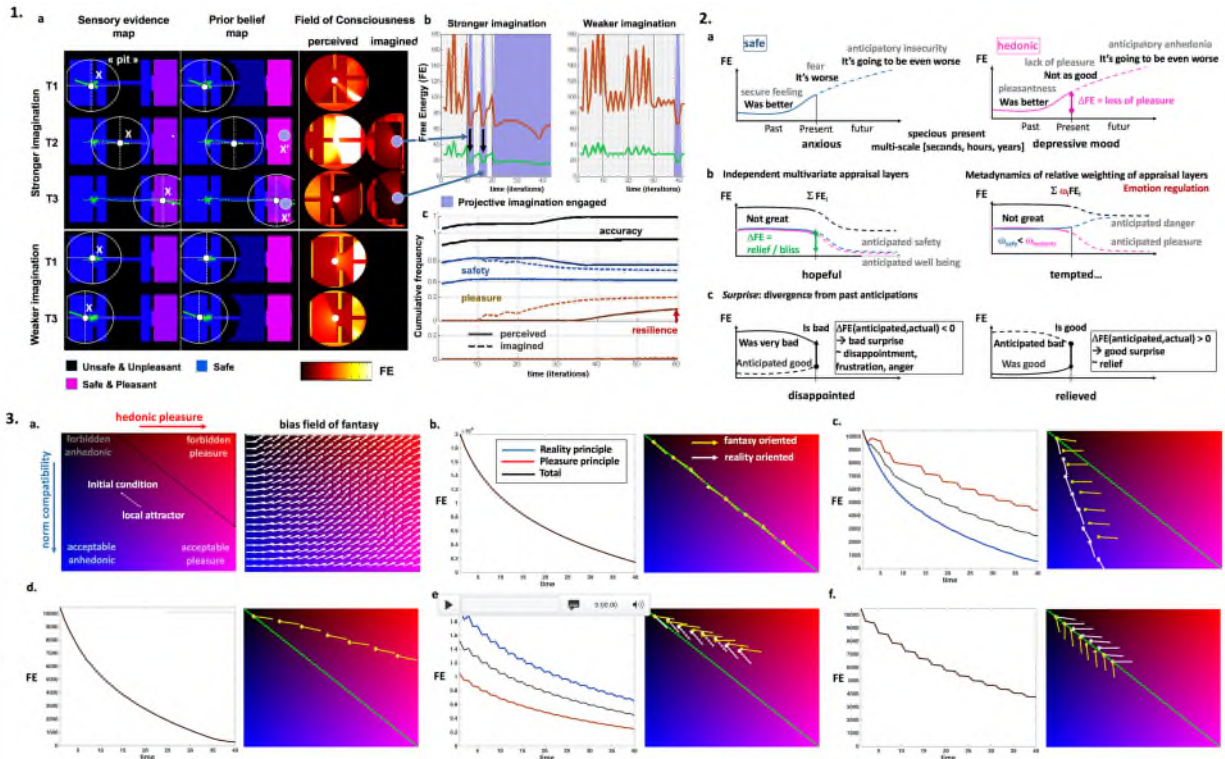 1.
a
Sensory evidence map
Prior belief map
Field of Consciousness
perceived
imagined
Stronger imagination
Weaker imagination
T1
T2
T3
T1
T3
« pit »
X
X
X
X'
X'
X
X
Unsafe & Unpleasant
Safe
Safe & Pleasant
FE
b
Stronger imagination
Weaker imagination
Free Energy (FE)
time (iterations)
time (iterations)
Projective imagination engaged
c
Cumulative frequency
accuracy
safety
pleasure
resilience
perceived
imagined
time (iterations)
2.
a
safe
FE
secure feeling
Was better
fear
It's worse
anticipatory insecurity
It's going to be even worse
Past
Present
futur
anxious
specious present
multi-scale [seconds, hours, years]
hedonic
FE
pleasantness
Was better
lack of pleasure
Not as good
anticipatory anhedonia
It's going to be even worse
ΔFE = loss of pleasure
Past
Present
futur
depressive mood
b
Independent multivariate appraisal layers
FE
Σ FEi
Not great
ΔFE =
relief / bliss
anticipated safety
anticipated well being
hopeful
Metadynamics of relative weighting of appraisal layers
Emotion regulation
FE
Σ ωiFEi
Not great
ωsafe < ωhedonic
anticipated danger
anticipated pleasure
tempted...
c
Surprise: divergence from past anticipations
FE
Is bad
Was very bad
Anticipated good
ΔFE(anticipated,actual) < 0
→ bad surprise
~ disappointment,
frustration, anger
disappointed
FE
Is good
Anticipated bad
Was good
ΔFE(anticipated,actual) > 0
→ good surprise
~ relief
relieved
3.
a.
hedonic pleasure
norm compatibility
forbidden anhedonic
forbidden pleasure
Initial condition
local attractor
acceptable anhedonic
acceptable pleasure
bias field of fantasy
b.
FE
Reality principle
Pleasure principle
Total
time
fantasy oriented
reality oriented
c.
FE
time
d.
FE
time
e
FE
time
f.
FE
time